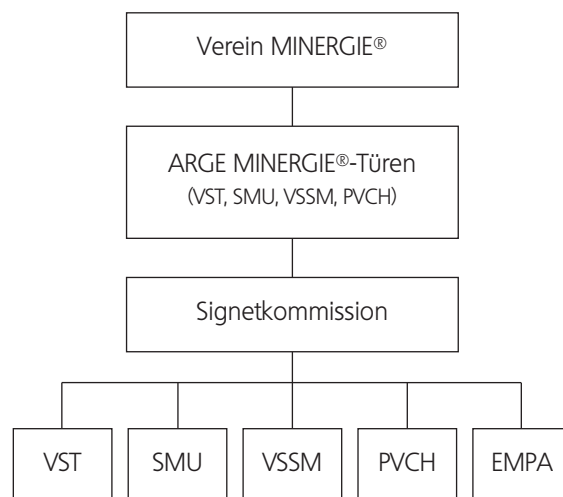 Verein MINERGIE®
ARGE MINERGIE®-Türen
(VST, SMU, VSSM, PVCH)
Signetkommission
VST SMU VSSM PVCH EMPA